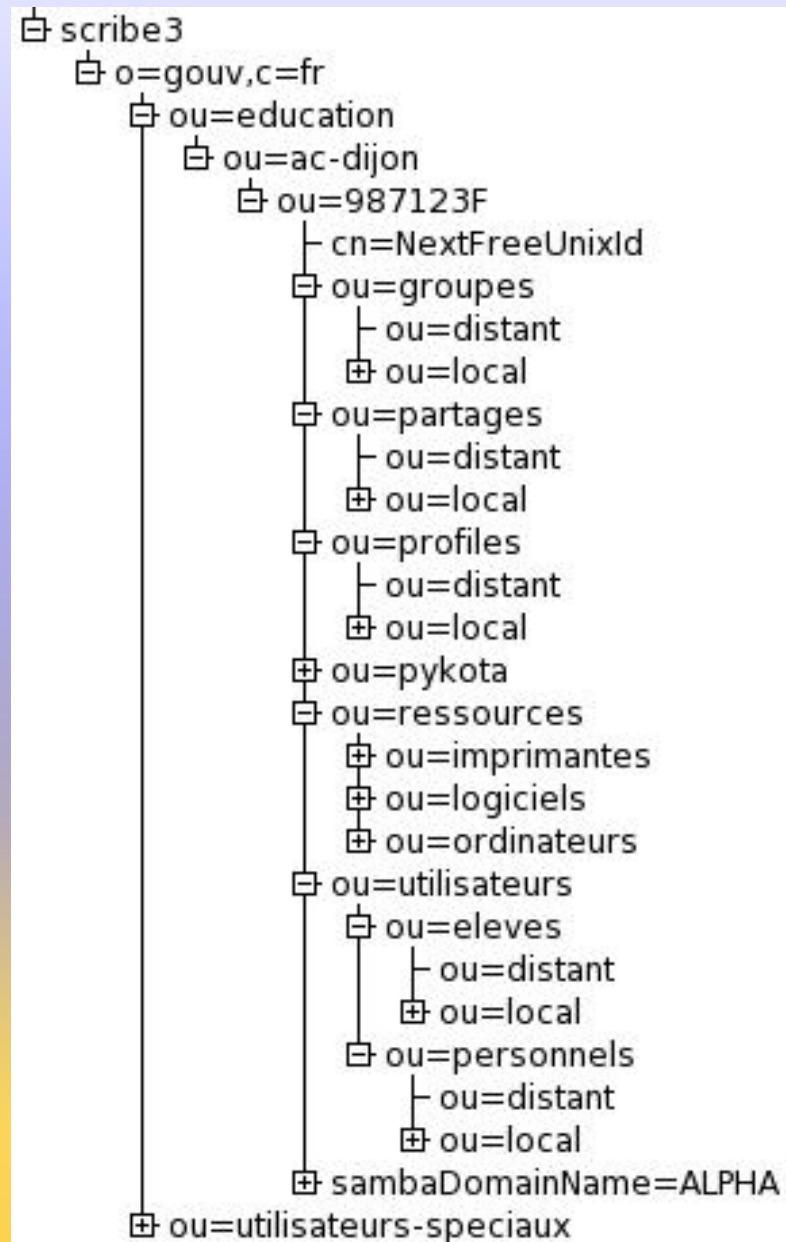 scribe3
o=gouv,c=fr
ou=education
ou=ac-dijon
ou=987123F
cn=NextFreeUnixId
ou=groupes
ou=distant
ou=local
ou=partages
ou=distant
ou=local
ou=profiles
ou=distant
ou=local
ou=pykota
ou=ressources
ou=imprimantes
ou=logiciels
ou=ordinateurs
ou=utilisateurs
ou=eleves
ou=distant
ou=local
ou=personnels
ou=distant
ou=local
sambaDomainName=ALPHA
ou=utilisateurs-speciaux